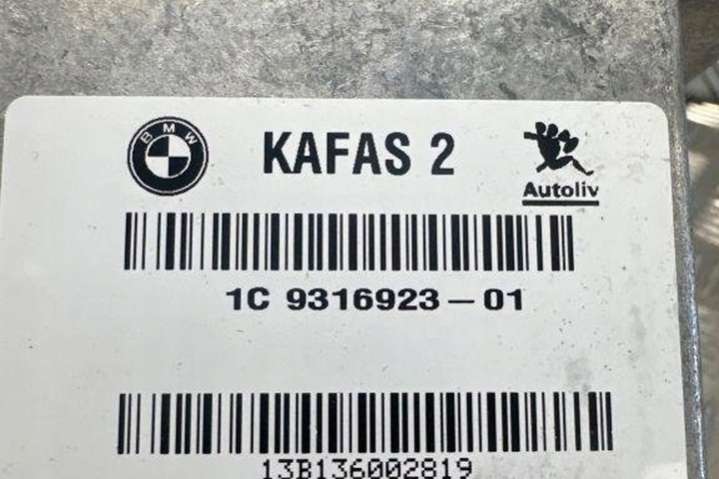 BMW
KAFAS 2
Autoliv
1C 9316923-01
13B136002819